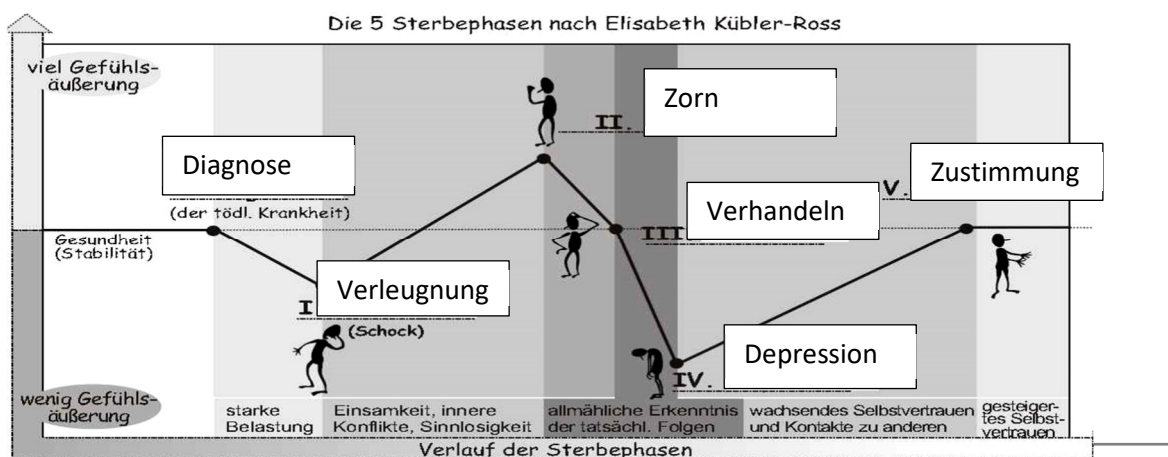 Die 5 Sterbephasen nach Elisabeth Kübler-Ross
viel Gefühls-
äußerung
Zorn
II.
Diagnose
(der tödl. Krankheit)
Zustimmung
V.
Verhandeln
III.
Gesundheit
(Stabilität)
Verleugnung
I.
(Schock)
Depression
IV.
wenig Gefühls-
äußerung
starke
Belastung
Einsamkeit, innere
Konflikte, Sinnlosigkeit
allmähliche Erkenntnis
der tatsächl. Folgen
wachsendes Selbstvertrauen
und Kontakte zu anderen
gesteiger-
tes Selbst-
vertrauen
Verlauf der Sterbephasen